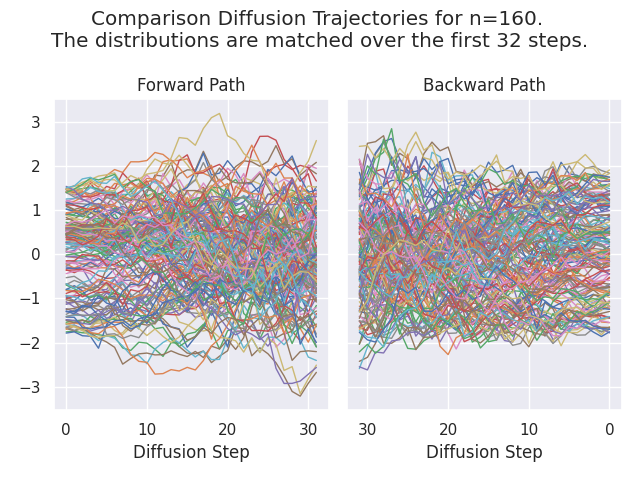 Comparison Diffusion Trajectories for n=160.
The distributions are matched over the first 32 steps.
Forward Path
Backward Path
3
2
1
0
−1
−2
−3
0
10
20
30
30
20
10
0
Diffusion Step
Diffusion Step